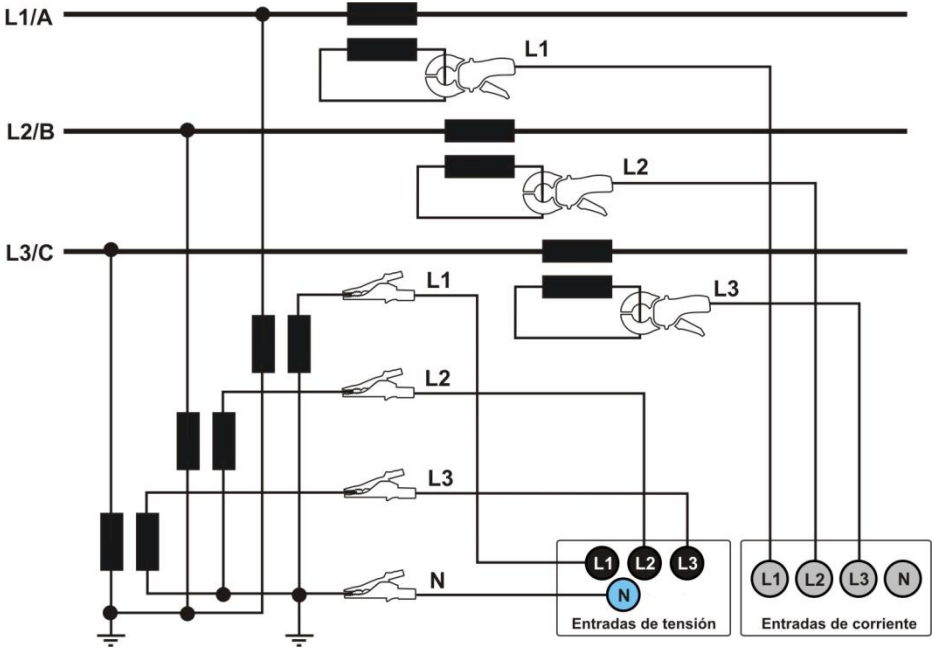 L1/A
L1
L2/B
L2
L3/C
L1
L3
L2
L3
N
L1 L2 L3
N
Entradas de tensión
L1 L2 L3 N
Entradas de corriente